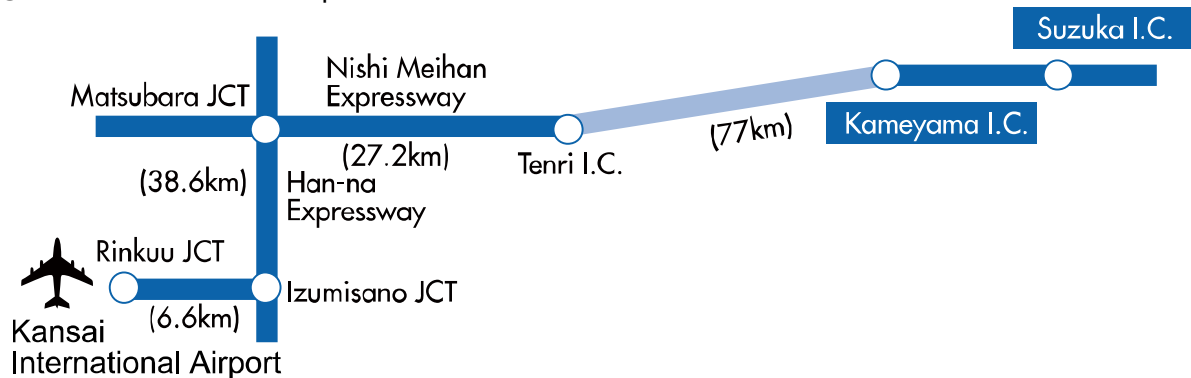 Suzuka I.C.
Nishi Meihan
Expressway
Matsubara JCT
Kameyama I.C.
(77km)
(27.2km)
Tenri I.C.
(38.6km)
Han-na
Expressway
Rinkuu JCT
Izumisano JCT
(6.6km)
Kansai
International Airport